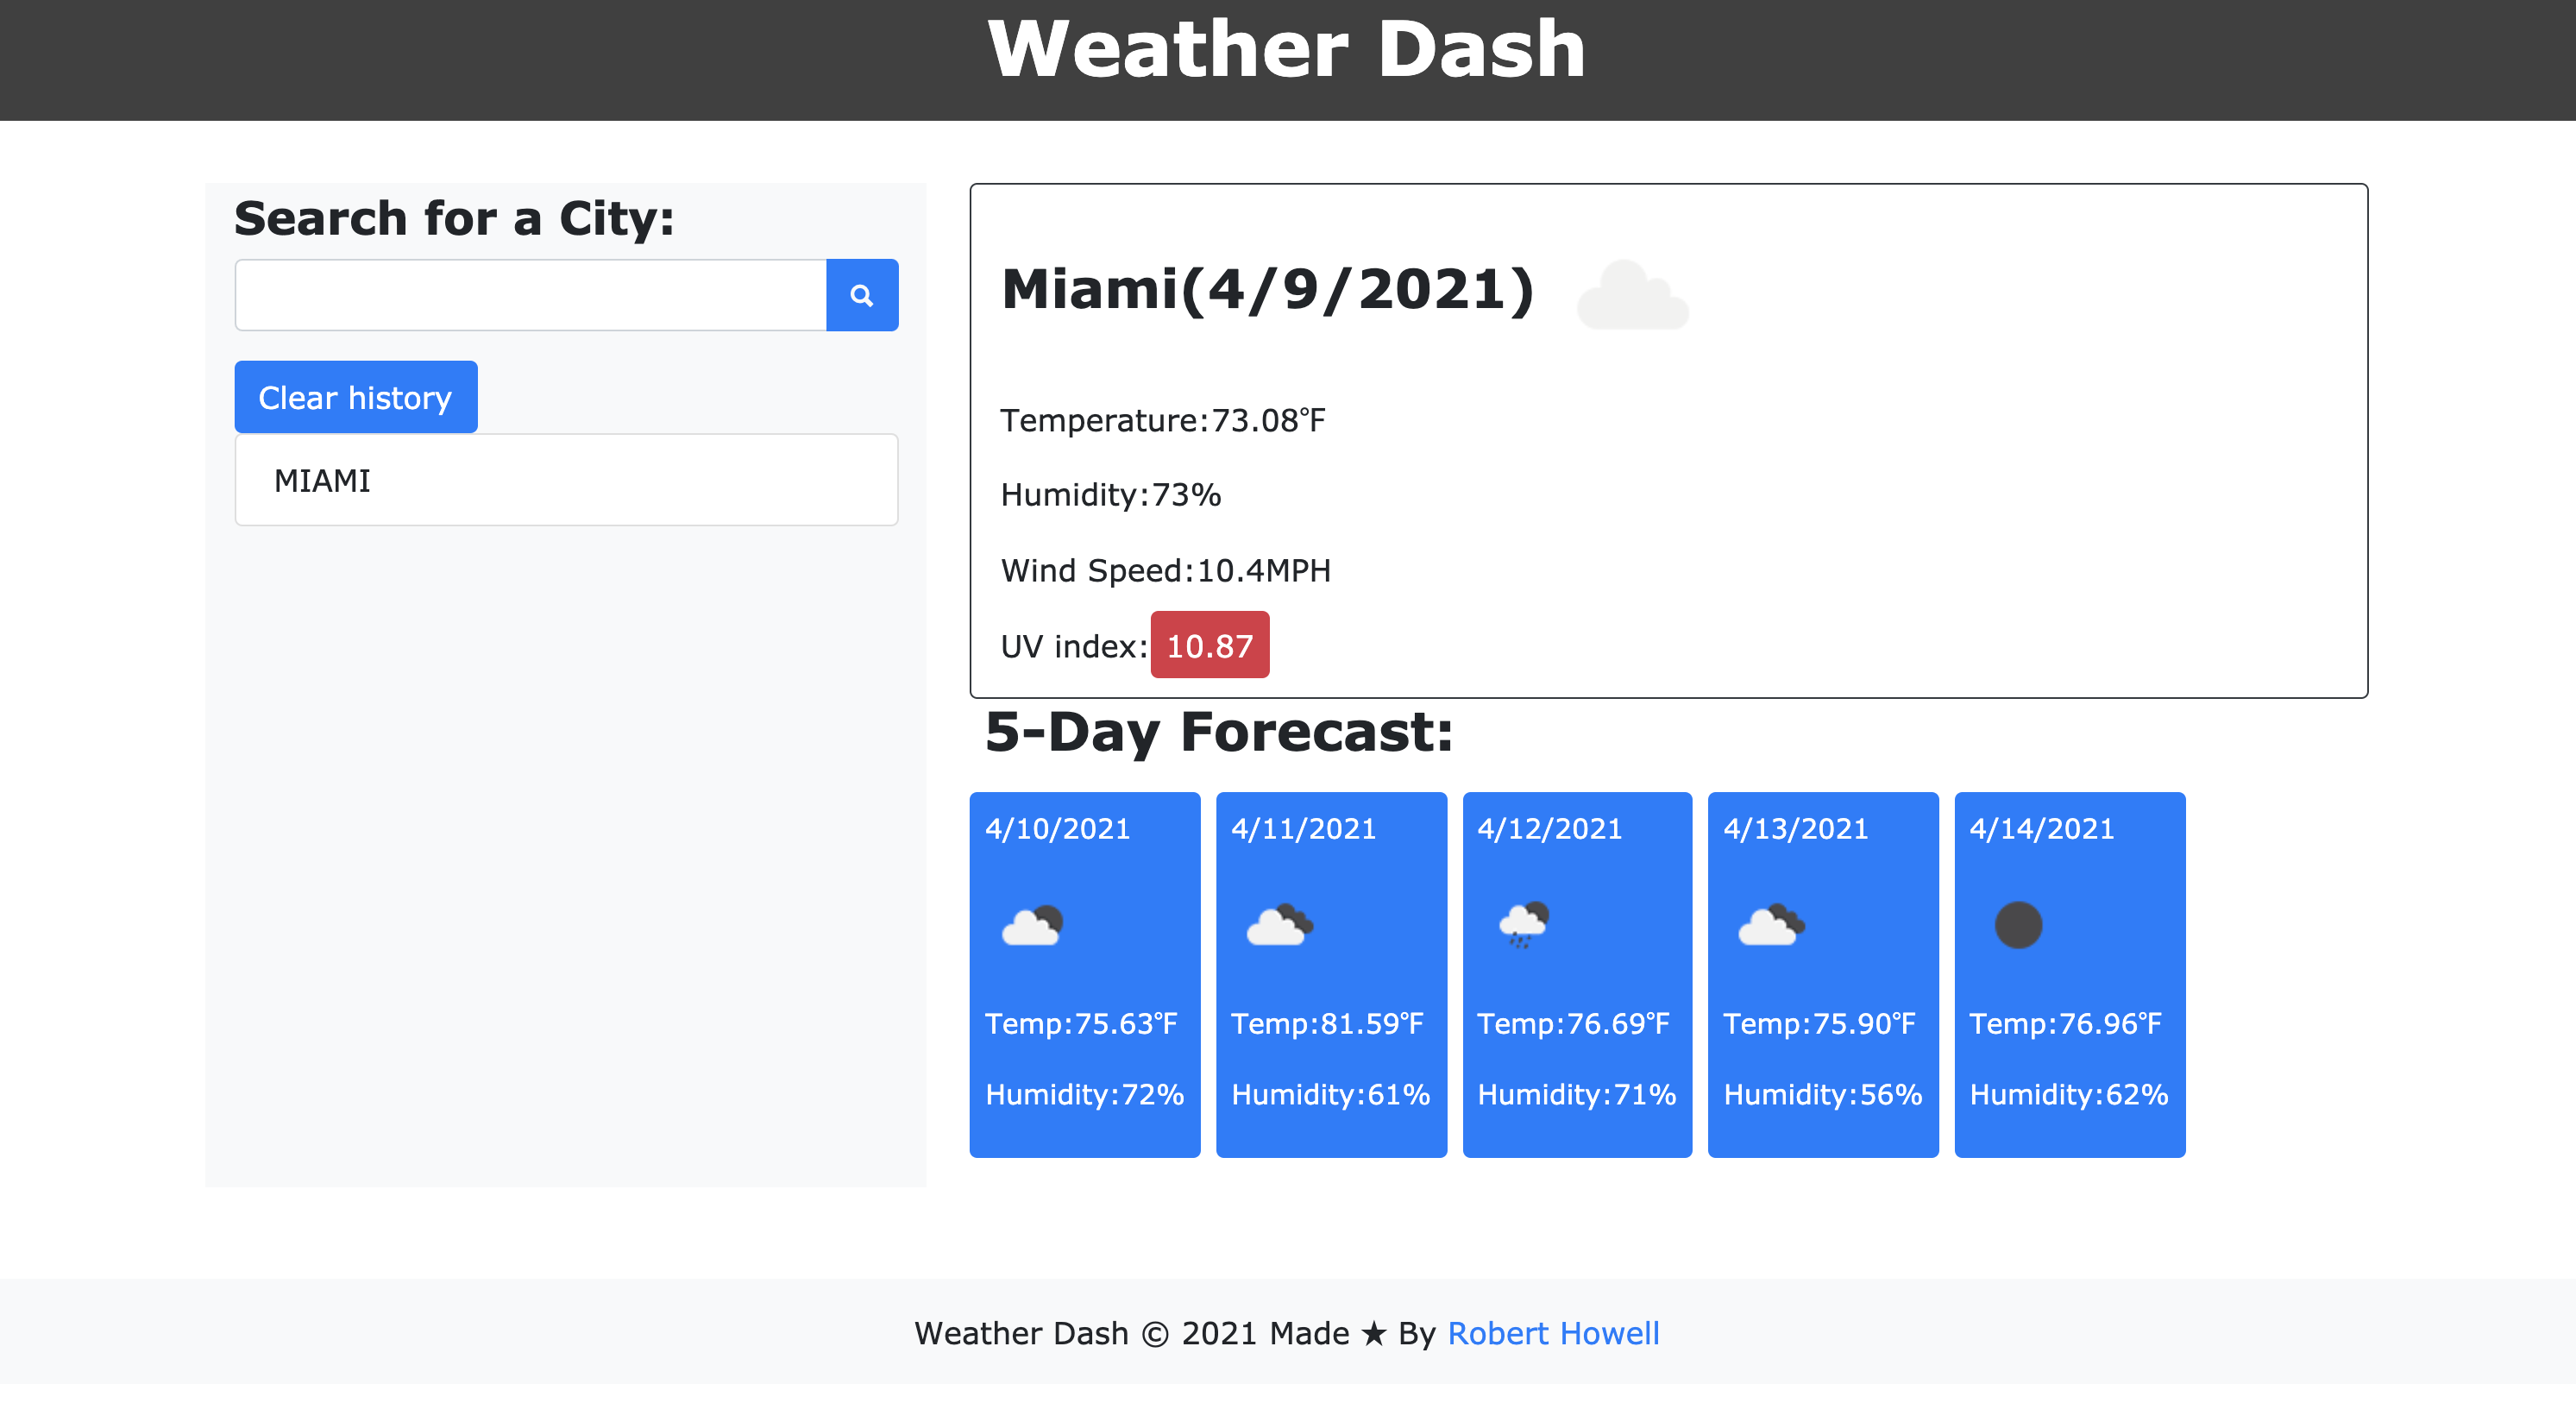 Weather Dash
Search for a City:
Clear history
MIAMI
Miami(4/9/2021)
Temperature:73.08°F
Humidity:73%
Wind Speed:10.4MPH
UV index:10.87
5-Day Forecast:
4/10/2021
Temp:75.63°F
Humidity:72%
4/11/2021
Temp:81.59°F
Humidity:61%
4/12/2021
Temp:76.69°F
Humidity:71%
4/13/2021
Temp:75.90°F
Humidity:56%
4/14/2021
Temp:76.96°F
Humidity:62%
Weather Dash © 2021 Made ★ By Robert Howell